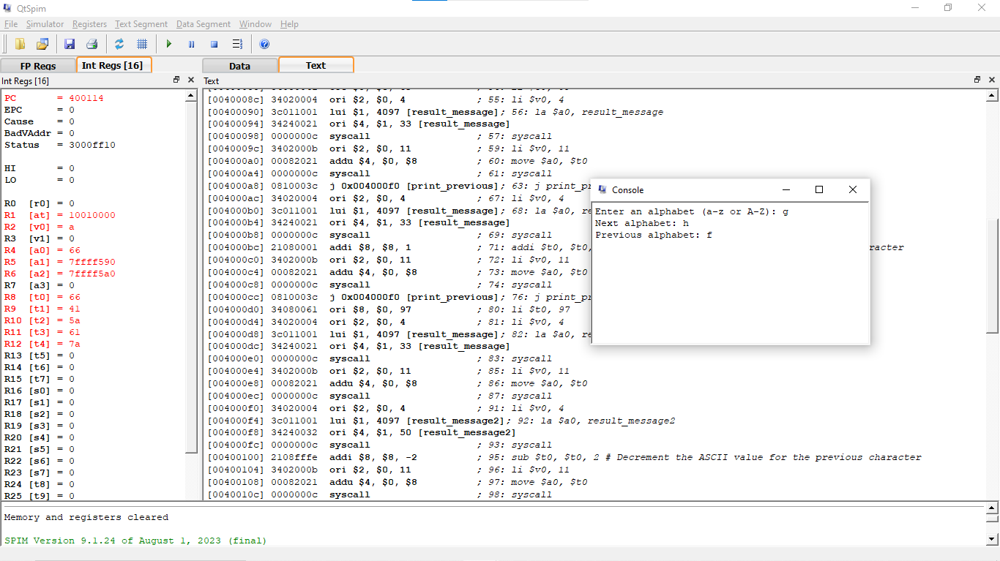 QtSpim
File Simulator Registers Text Segment Data Segment Window Help
FP Regs Int Regs [16] Data Text
Int Regs [16]
PC = 400114
EPC = 0
Cause = 0
BadVAddr = 0
Status = 3000ff10
HI = 0
LO = 0
R0 [r0] = 0
R1 [at] = 10010000
R2 [v0] = a
R3 [v1] = 0
R4 [a0] = 66
R5 [a1] = 7ffff590
R6 [a2] = 7ffff5a0
R7 [a3] = 0
R8 [t0] = 66
R9 [t1] = 41
R10 [t2] = 5a
R11 [t3] = 61
R12 [t4] = 7a
R13 [t5] = 0
R14 [t6] = 0
R15 [t7] = 0
R16 [s0] = 0
R17 [s1] = 0
R18 [s2] = 0
R19 [s3] = 0
R20 [s4] = 0
R21 [s5] = 0
R22 [s6] = 0
R23 [s7] = 0
R24 [t8] = 0
R25 [t9] = 0
Text
[0040008c] 34020004 ori $2, $0, 4 ; 55: li $v0, 4
[00400090] 3c011001 lui $1, 4097 [result_message]; 56: la $a0, result_message
[00400094] 34240021 ori $4, $1, 33 [result_message]
[00400098] 0000000c syscall ; 57: syscall
[0040009c] 3402000b ori $2, $0, 11 ; 59: li $v0, 11
[004000a0] 00082021 addu $4, $0, $8 ; 60: move $a0, $t0
[004000a4] 0000000c syscall ; 61: syscall
[004000a8] 0810003c j 0x004000f0 [print_previous]; 63: j print_pr
[004000ac] 34020004 ori $2, $0, 4 ; 67: li $v0, 4
[004000b0] 3c011001 lui $1, 4097 [result_message]; 68: la $a0, re
[004000b4] 34240021 ori $4, $1, 33 [result_message]
[004000b8] 0000000c syscall ; 69: syscall
[004000bc] 21080001 addi $8, $8, 1 ; 71: addi $t0, $t0, racter
[004000c0] 3402000b ori $2, $0, 11 ; 72: li $v0, 11
[004000c4] 00082021 addu $4, $0, $8 ; 73: move $a0, $t0
[004000c8] 0000000c syscall ; 74: syscall
[004000cc] 0810003c j 0x004000f0 [print_previous]; 76: j print_pr
[004000d0] 34080061 ori $8, $0, 97 ; 80: li $t0, 97
[004000d4] 34020004 ori $2, $0, 4 ; 81: li $v0, 4
[004000d8] 3c011001 lui $1, 4097 [result_message]; 82: la $a0, re
[004000dc] 34240021 ori $4, $1, 33 [result_message]
[004000e0] 0000000c syscall ; 83: syscall
[004000e4] 3402000b ori $2, $0, 11 ; 85: li $v0, 11
[004000e8] 00082021 addu $4, $0, $8 ; 86: move $a0, $t0
[004000ec] 0000000c syscall ; 87: syscall
[004000f0] 34020004 ori $2, $0, 4 ; 91: li $v0, 4
[004000f4] 3c011001 lui $1, 4097 [result_message2]; 92: la $a0, result_message2
[004000f8] 34240032 ori $4, $1, 50 [result_message2]
[004000fc] 0000000c syscall ; 93: syscall
[00400100] 2108fffe addi $8, $8, -2 ; 95: sub $t0, $t0, 2 # Decrement the ASCII value for the previous character
[00400104] 3402000b ori $2, $0, 11 ; 96: li $v0, 11
[00400108] 00082021 addu $4, $0, $8 ; 97: move $a0, $t0
[0040010c] 0000000c syscall ; 98: syscall
Console
Enter an alphabet (a-z or A-Z): g
Next alphabet: h
Previous alphabet: f
Memory and registers cleared
SPIM Version 9.1.24 of August 1, 2023 (final)